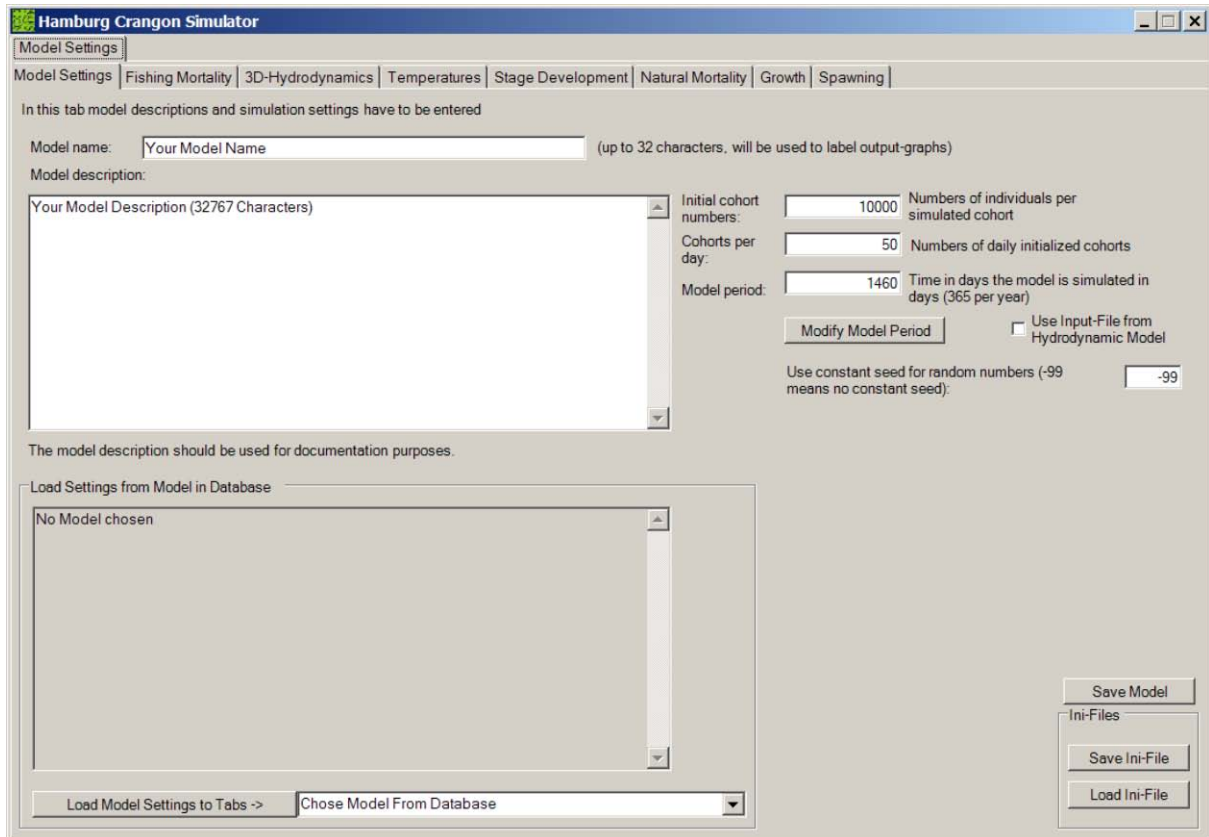 Hamburg Crangon Simulator
Model Settings
Model Settings Fishing Mortality 3D-Hydrodynamics Temperatures Stage Development Natural Mortality Growth Spawning
In this tab model descriptions and simulation settings have to be entered
Model name: Your Model Name (up to 32 characters, will be used to label output-graphs)
Model description:
Your Model Description (32767 Characters)
Initial cohort
numbers:
10000
Numbers of individuals per
simulated cohort
Cohorts per
day:
50
Numbers of daily initialized cohorts
Model period:
1460
Time in days the model is simulated in
days (365 per year)
Modify Model Period
Use Input-File from
Hydrodynamic Model
Use constant seed for random numbers (-99
means no constant seed):
-99
The model description should be used for documentation purposes.
Load Settings from Model in Database
No Model chosen
Load Model Settings to Tabs -> Chose Model From Database
Save Model
Ini-Files
Save Ini-File
Load Ini-File